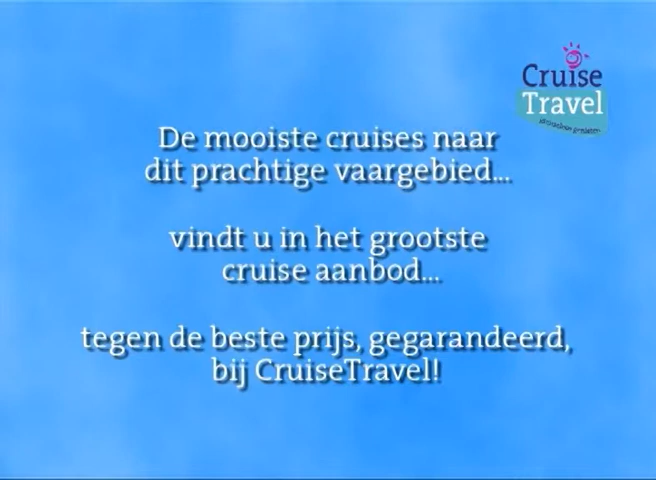 Cruise
Travel
De mooiste cruises naar
dit prachtige vaargebied...
vindt u in het grootste
cruise aanbod...
tegen de beste prijs, gegarandeerd,
bij CruiseTravel!